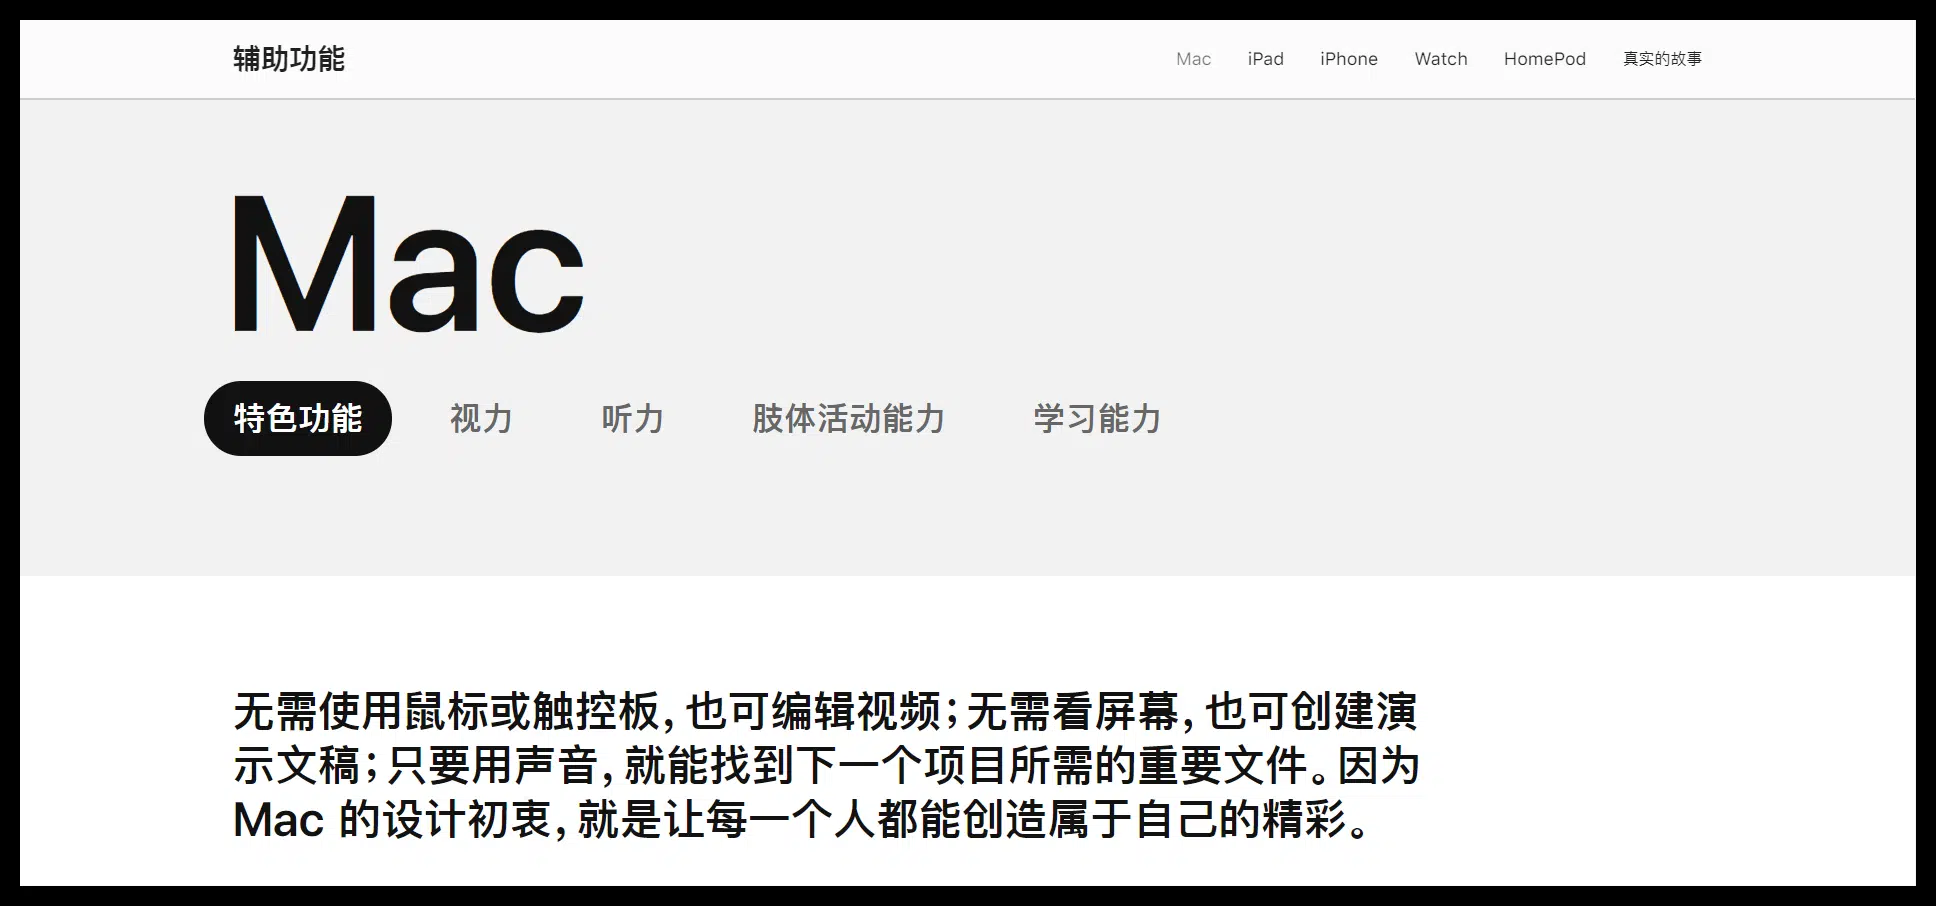 辅助功能
Mac iPad iPhone Watch HomePod 真实的故事
Mac
特色功能 视力 听力 肢体活动能力 学习能力
无需使用鼠标或触控板，也可编辑视频；无需看屏幕，也可创建演
示文稿；只要用声音，就能找到下一个项目所需的重要文件。因为
Mac 的设计初衷，就是让每一个人都能创造属于自己的精彩。